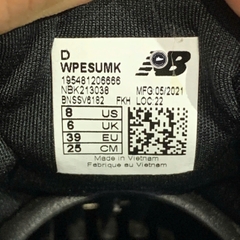 D
WPESUMK
195481206666
NBK213038 MFG 05/2021
BNSSV6182 FKH LOC.22
8 US
6 UK
39 EU
25 CM
Made in Vietnam
Fabriqué au Vietnam
NB